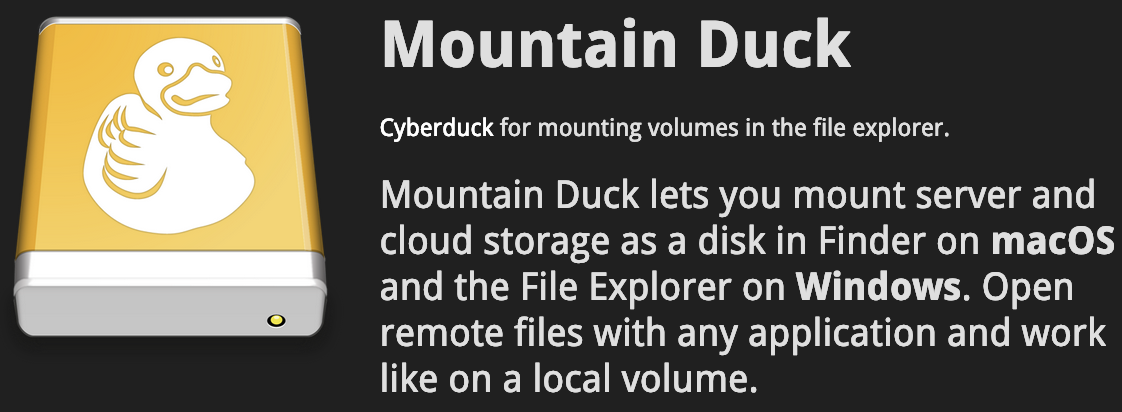 Mountain Duck
Cyberduck for mounting volumes in the file explorer.
Mountain Duck lets you mount server and
cloud storage as a disk in Finder on macOS
and the File Explorer on Windows. Open
remote files with any application and work
like on a local volume.